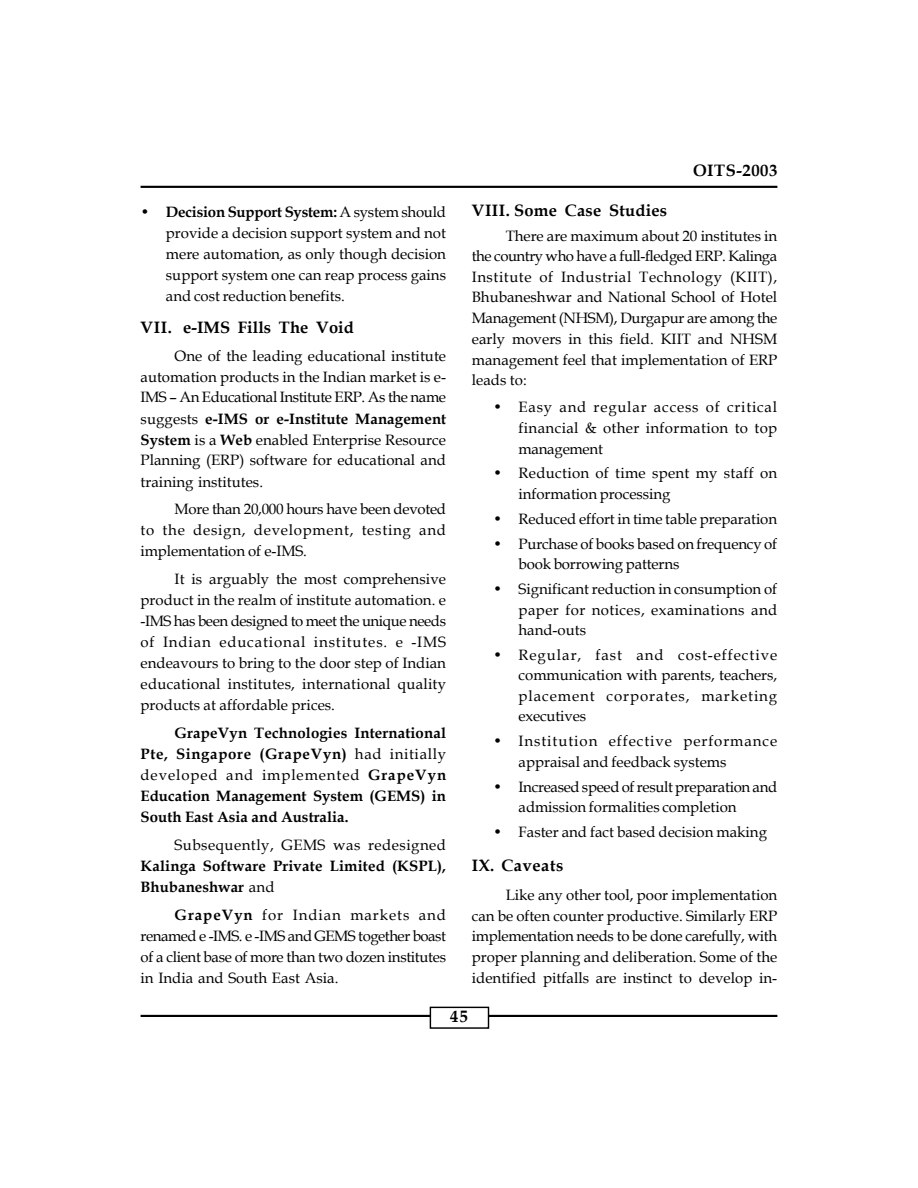 OITS-2003
• Decision Support System: A system should
provide a decision support system and not
mere automation, as only though decision
support system one can reap process gains
and cost reduction benefits.
VII. e-IMS Fills The Void
One of the leading educational institute
automation products in the Indian market is e-
IMS – An Educational Institute ERP. As the name
suggests e-IMS or e-Institute Management
System is a Web enabled Enterprise Resource
Planning (ERP) software for educational and
training institutes.
More than 20,000 hours have been devoted
to the design, development, testing and
implementation of e-IMS.
It is arguably the most comprehensive
product in the realm of institute automation. e
-IMS has been designed to meet the unique needs
of Indian educational institutes. e -IMS
endeavours to bring to the door step of Indian
educational institutes, international quality
products at affordable prices.
GrapeVyn Technologies International
Pte, Singapore (GrapeVyn) had initially
developed and implemented GrapeVyn
Education Management System (GEMS) in
South East Asia and Australia.
Subsequently, GEMS was redesigned
Kalinga Software Private Limited (KSPL),
Bhubaneshwar and
GrapeVyn for Indian markets and
renamed e -IMS. e -IMS and GEMS together boast
of a client base of more than two dozen institutes
in India and South East Asia.
VIII. Some Case Studies
There are maximum about 20 institutes in
the country who have a full-fledged ERP. Kalinga
Institute of Industrial Technology (KIIT),
Bhubaneshwar and National School of Hotel
Management (NHSM), Durgapur are among the
early movers in this field. KIIT and NHSM
management feel that implementation of ERP
leads to:
• Easy and regular access of critical
financial & other information to top
management
• Reduction of time spent my staff on
information processing
• Reduced effort in time table preparation
• Purchase of books based on frequency of
book borrowing patterns
• Significant reduction in consumption of
paper for notices, examinations and
hand-outs
• Regular, fast and cost-effective
communication with parents, teachers,
placement corporates, marketing
executives
• Institution effective performance
appraisal and feedback systems
• Increased speed of result preparation and
admission formalities completion
• Faster and fact based decision making
IX. Caveats
Like any other tool, poor implementation
can be often counter productive. Similarly ERP
implementation needs to be done carefully, with
proper planning and deliberation. Some of the
identified pitfalls are instinct to develop in-
45